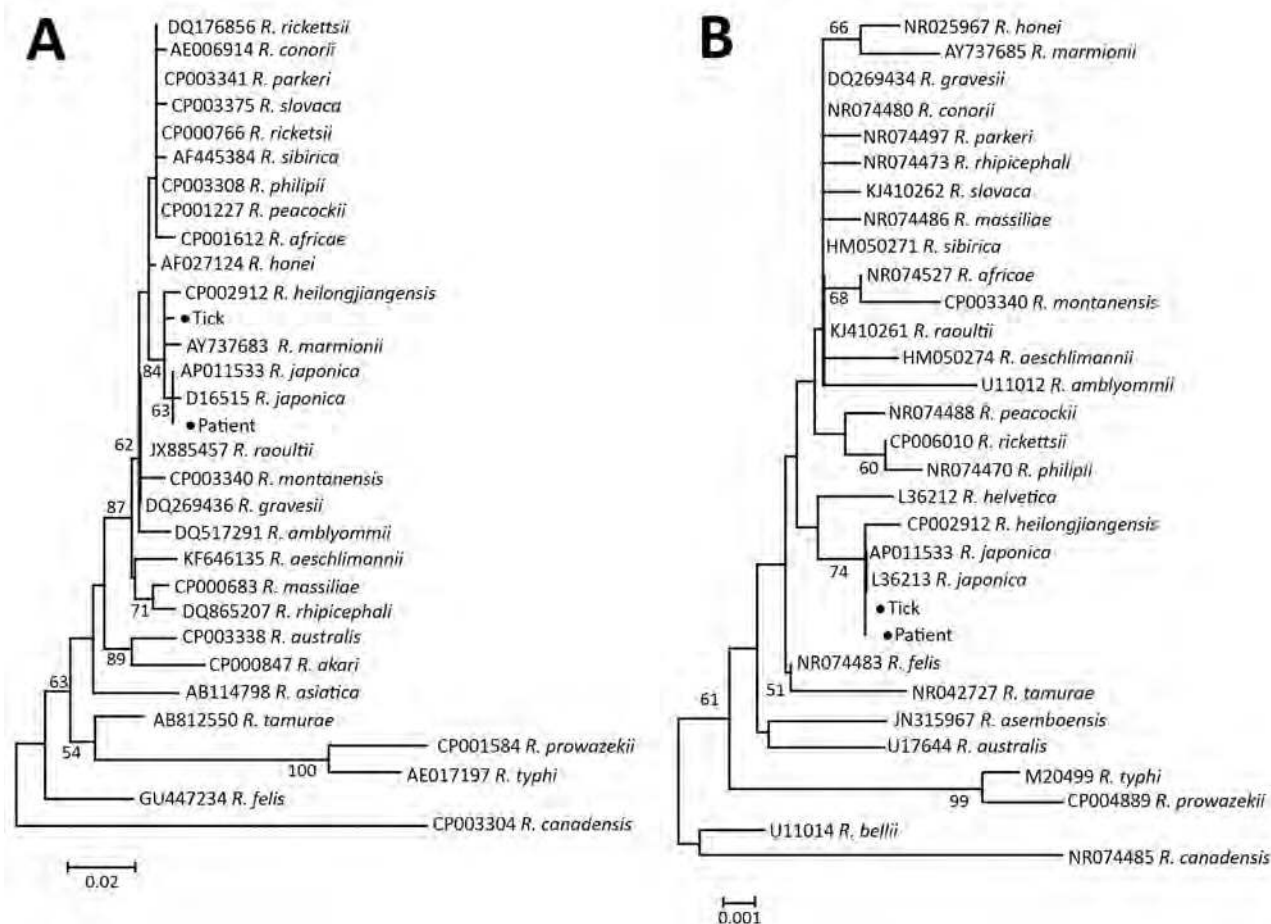 A
DQ176856 R. rickettsii
AE006914 R. conorii
CP003341 R. parkeri
CP003375 R. slovaca
CP000766 R. ricketsii
AF445384 R. sibirica
CP003308 R. philipii
CP001227 R. peacockii
CP001612 R. africae
AF027124 R. honei
CP002912 R. heilongjiangensis
Tick
AY737683 R. marmionii
84
AP011533 R. japonica
D16515 R. japonica
63
Patient
62
JX885457 R. raoultii
CP003340 R. montanensis
87
DQ269436 R. gravesii
DQ517291 R. amblyommii
KF646135 R. aeschlimannii
CP000683 R. massiliae
71
DQ865207 R. rhipicephali
CP003338 R. australis
89
CP000847 R. akari
63
AB114798 R. asiatica
AB812550 R. tamurae
54
CP001584 R. prowazekii
100
AE017197 R. typhi
GU447234 R. felis
CP003304 R. canadensis
0.02
B
66
NR025967 R. honei
AY737685 R. marmionii
DQ269434 R. gravesii
NR074480 R. conorii
NR074497 R. parkeri
NR074473 R. rhipicephali
KJ410262 R. slovaca
NR074486 R. massiliae
HM050271 R. sibirica
NR074527 R. africae
68
CP003340 R. montanensis
KJ410261 R. raoultii
HM050274 R. aeschlimannii
U11012 R. amblyommii
NR074488 R. peacockii
CP006010 R. rickettsii
60
NR074470 R. philipii
L36212 R. helvetica
CP002912 R. heilongjiangensis
AP011533 R. japonica
74
L36213 R. japonica
Tick
Patient
NR074483 R. felis
51
NR042727 R. tamurae
61
JN315967 R. asemboensis
U17644 R. australis
M20499 R. typhi
99
CP004889 R. prowazekii
U11014 R. bellii
NR074485 R. canadensis
0.001